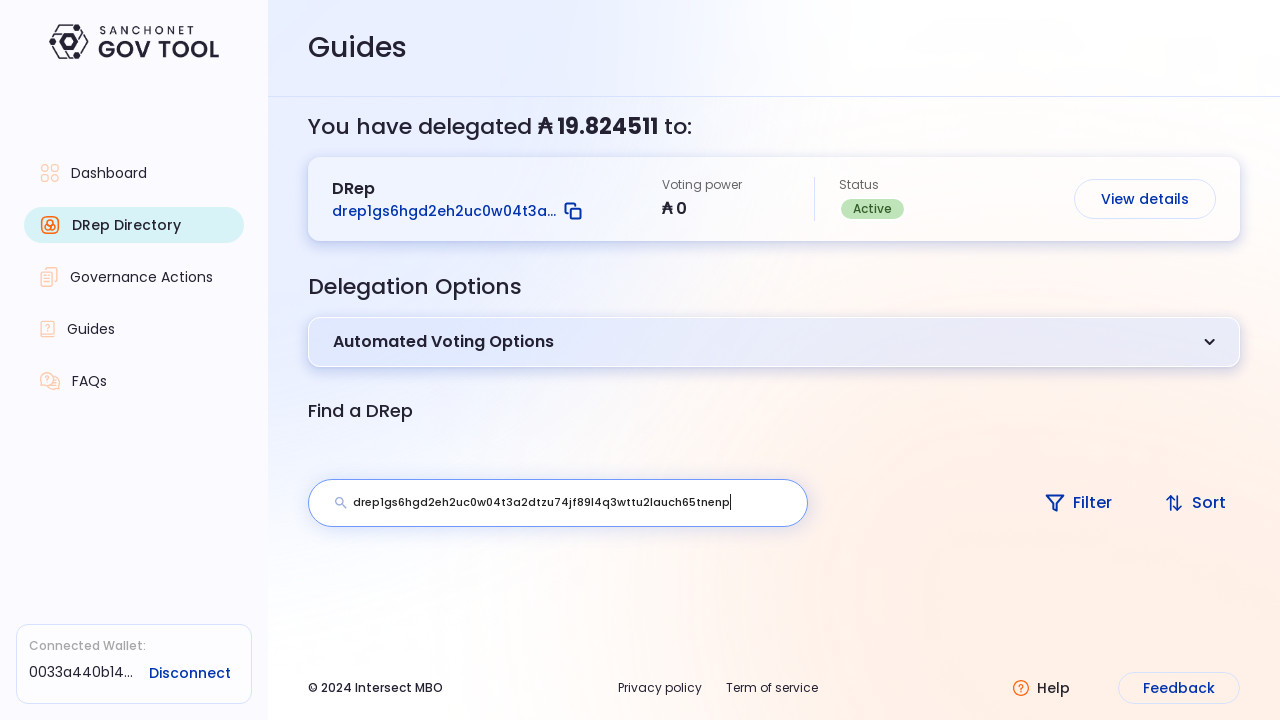 SANCHONET
GOV TOOL
Dashboard
DRep Directory
Governance Actions
Guides
FAQs
Connected Wallet:
0033a440b14...
Disconnect
Guides
You have delegated ₳ 19.824511 to:
DRep
drep1gs6hgd2eh2uc0w04t3a...
Voting power
₳ 0
Status
Active
View details
Delegation Options
Automated Voting Options
Find a DRep
drep1gs6hgd2eh2uc0w04t3a2dtzu74jf89l4q3wttu2lauch65tnenp
Filter
Sort
© 2024 Intersect MBO
Privacy policy
Term of service
Help
Feedback